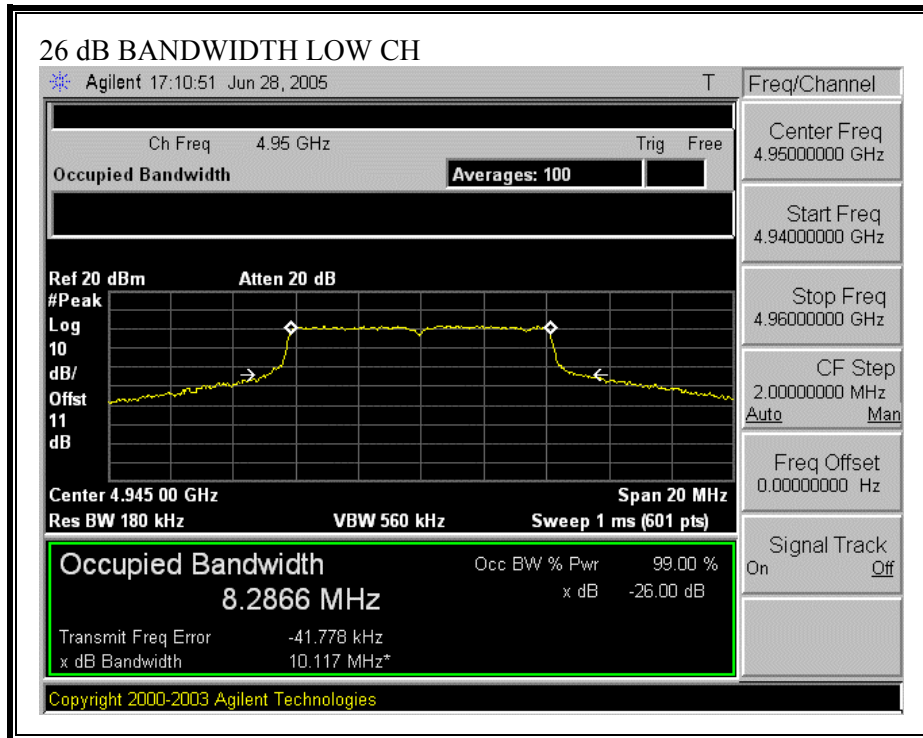 26 dB BANDWIDTH LOW CH
Agilent 17:10:51 Jun 28, 2005 T
Freq/Channel
Ch Freq 4.95 GHz Trig Free
Occupied Bandwidth Averages: 100
Center Freq
4.95000000 GHz
Start Freq
4.94000000 GHz
Stop Freq
4.96000000 GHz
CF Step
2.00000000 MHz
Auto Man
Freq Offset
0.00000000 Hz
Signal Track
On Off
Ref 20 dBm Atten 20 dB
#Peak
Log
10
dB/
Offst
11
dB
Center 4.945 00 GHz Span 20 MHz
Res BW 180 kHz VBW 560 kHz Sweep 1 ms (601 pts)
Occupied Bandwidth Occ BW % Pwr 99.00 %
8.2866 MHz x dB -26.00 dB
Transmit Freq Error -41.778 kHz
x dB Bandwidth 10.117 MHz*
Copyright 2000-2003 Agilent Technologies